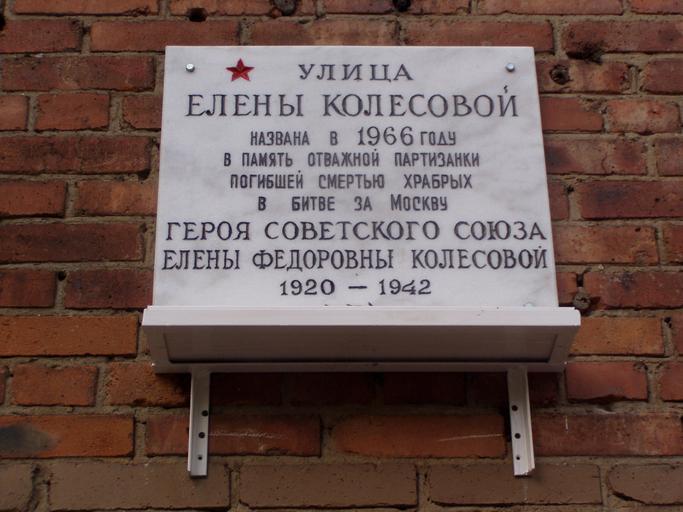 УЛИЦА
ЕЛЕНЫ КОЛЕСОВОЙ
НАЗВАНА В 1966 ГОДУ
В ПАМЯТЬ ОТВАЖНОЙ ПАРТИЗАНКИ
ПОГИБШЕЙ СМЕРТЬЮ ХРАБРЫХ
В БИТВЕ ЗА МОСКВУ
ГЕРОЯ СОВЕТСКОГО СОЮЗА
ЕЛЕНЫ ФЕДОРОВНЫ КОЛЕСОВОЙ
1920 — 1942